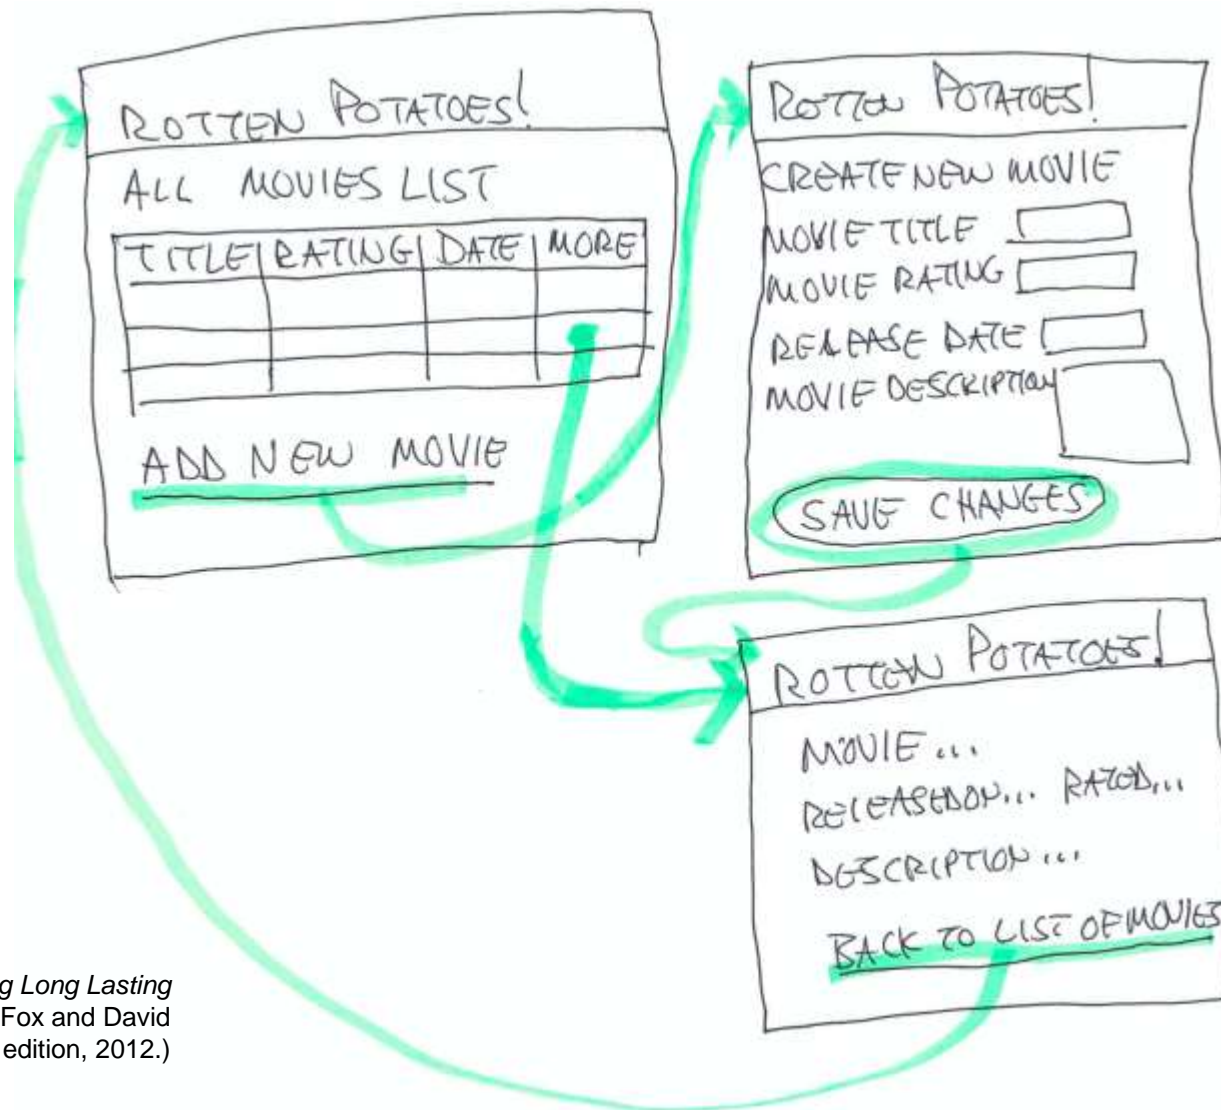 ROTTEN POTATOES!
ALL MOVIES LIST
TITLE RATING DATE MORE
ADD NEW MOVIE
ROTTEN POTATOES!
CREATE NEW MOVIE
MOVIE TITLE
MOVIE RATING
RELEASE DATE
MOVIE DESCRIPTION
SAVE CHANGES
ROTTEN POTATOES!
MOVIE ...
RELEASED ON... RATED...
DESCRIPTION ...
BACK TO LIST OF MOVIES
g Long Lasting
Fox and David
edition, 2012.)